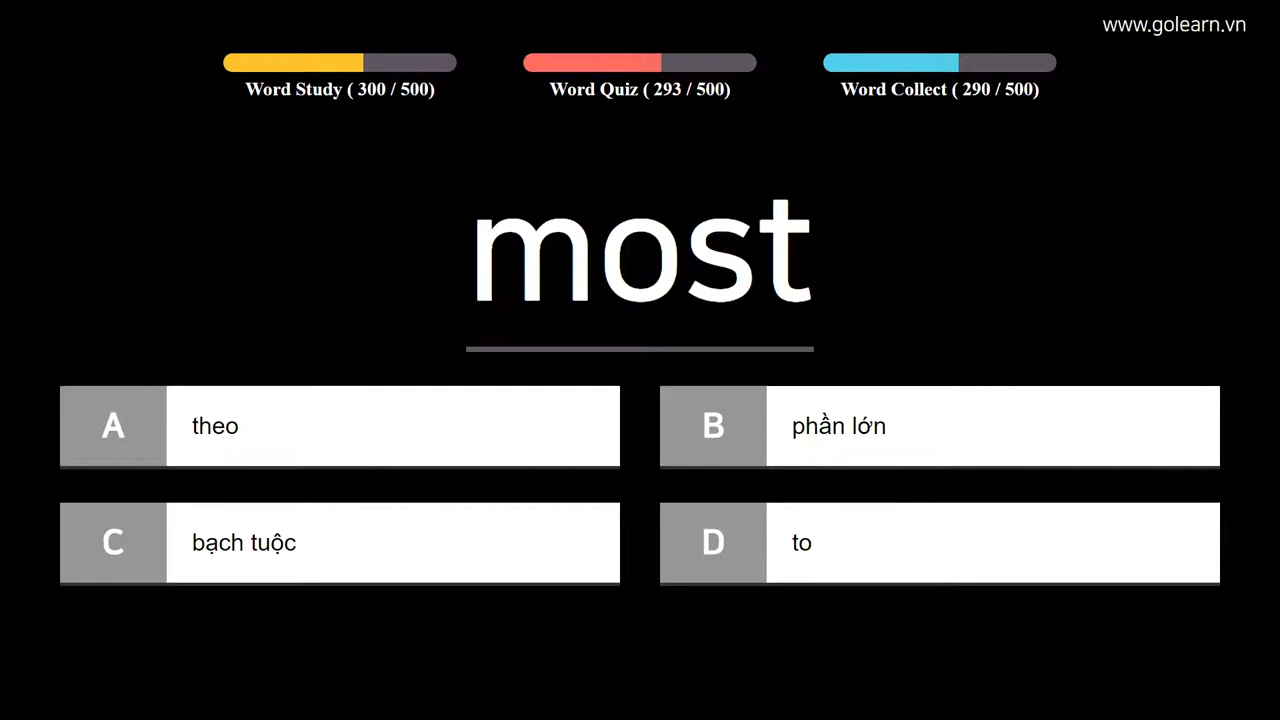 www.golearn.vn
Word Study ( 300 / 500)
Word Quiz ( 293 / 500)
Word Collect ( 290 / 500)
most
A theo
B phần lớn
C bạch tuộc
D to